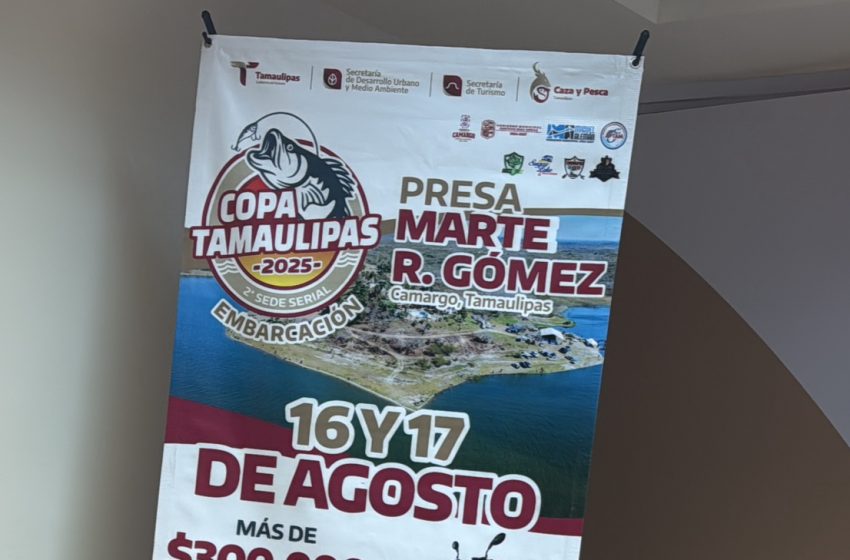 Tamaulipas
Secretaría
de Desarrollo Urbano
y Medio Ambiente
Secretaría
de Turismo
Caza y Pesca
Tamaulipas
CAMARGO
COPA
TAMAULIPAS
-2025-
2ª SEDE SERIAL
EMBARCACIÓN
PRESA
MARTE
R. GÓMEZ
Camargo, Tamaulipas
16 Y 17
DE AGOSTO
MÁS DE